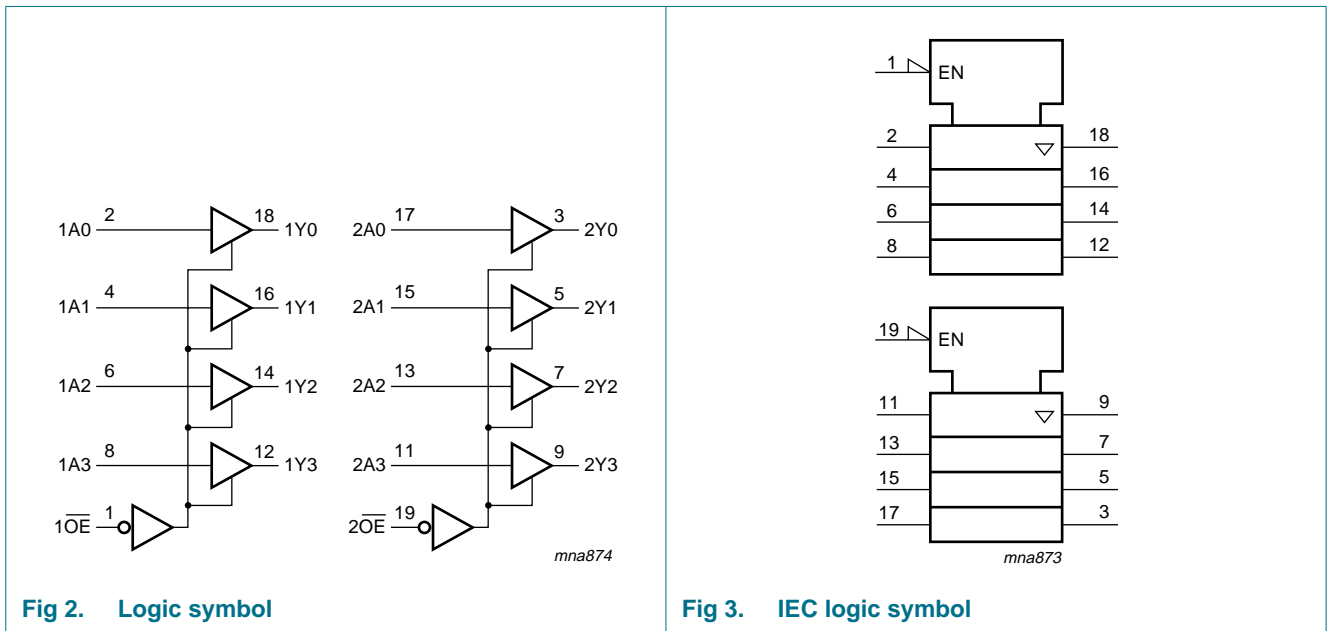 1A0 2 18 1Y0
1A1 4 16 1Y1
1A2 6 14 1Y2
1A3 8 12 1Y3
1O̅E̅ 1
2A0 17 3 2Y0
2A1 15 5 2Y1
2A2 13 7 2Y2
2A3 11 9 2Y3
2O̅E̅ 19
mna874
Fig 2. Logic symbol
1 EN
2 18
4 16
6 14
8 12
19 EN
11 9
13 7
15 5
17 3
mna873
Fig 3. IEC logic symbol